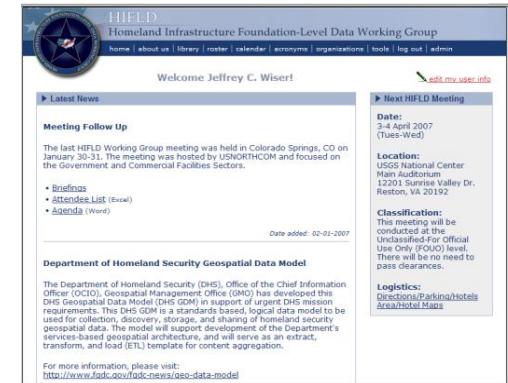 HIFLD
Homeland Infrastructure Foundation-Level Data Working Group
home | about us | library | roster | calendar | acronyms | organizations | tools | log out | admin
Welcome Jeffrey C. Wiser!
edit my user info
Latest News
Meeting Follow Up
The last HIFLD Working Group meeting was held in Colorado Springs, CO on
January 30-31. The meeting was hosted by USNORTHCOM and focused on
the Government and Commercial Facilities Sectors.
• Briefings
• Attendee List (Excel)
• Agenda (Word)
Date added: 02-01-2007
Department of Homeland Security Geospatial Data Model
The Department of Homeland Security (DHS), Office of the Chief Information
Officer (OCIO), Geospatial Management Office (GMO) has developed this
DHS Geospatial Data Model (DHS GDM) in support of urgent DHS mission
requirements. This DHS GDM is a standards based, logical data model to be
used for collection, discovery, storage, and sharing of homeland security
geospatial data. The model will support development of the Department's
services-based geospatial architecture, and will serve as an extract,
transform, and load (ETL) template for content aggregation.
For more information, please visit:
http://www.fgdc.gov/fgdc-news/geo-data-model
Next HIFLD Meeting
Date:
3-4 April 2007
(Tues-Wed)
Location:
USGS National Center
Main Auditorium
12201 Sunrise Valley Dr.
Reston, VA 20192
Classification:
This meeting will be
conducted at the
Unclassified-For Official
Use Only (FOUO) level.
There will be no need to
pass clearances.
Logistics:
Directions/Parking/Hotels
Area/Hotel Maps